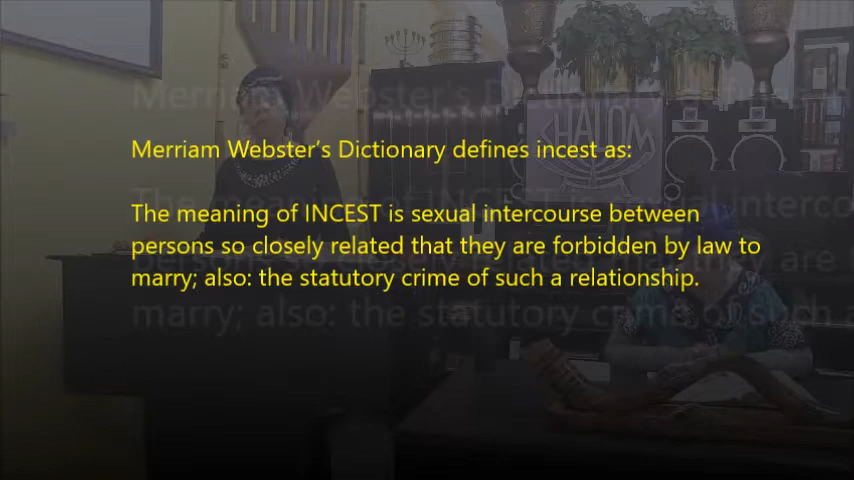 SHALOM
Merriam Webster's Dictionary defines incest as:
The meaning of INCEST is sexual intercourse between
persons so closely related that they are forbidden by law to
marry; also: the statutory crime of such a relationship.